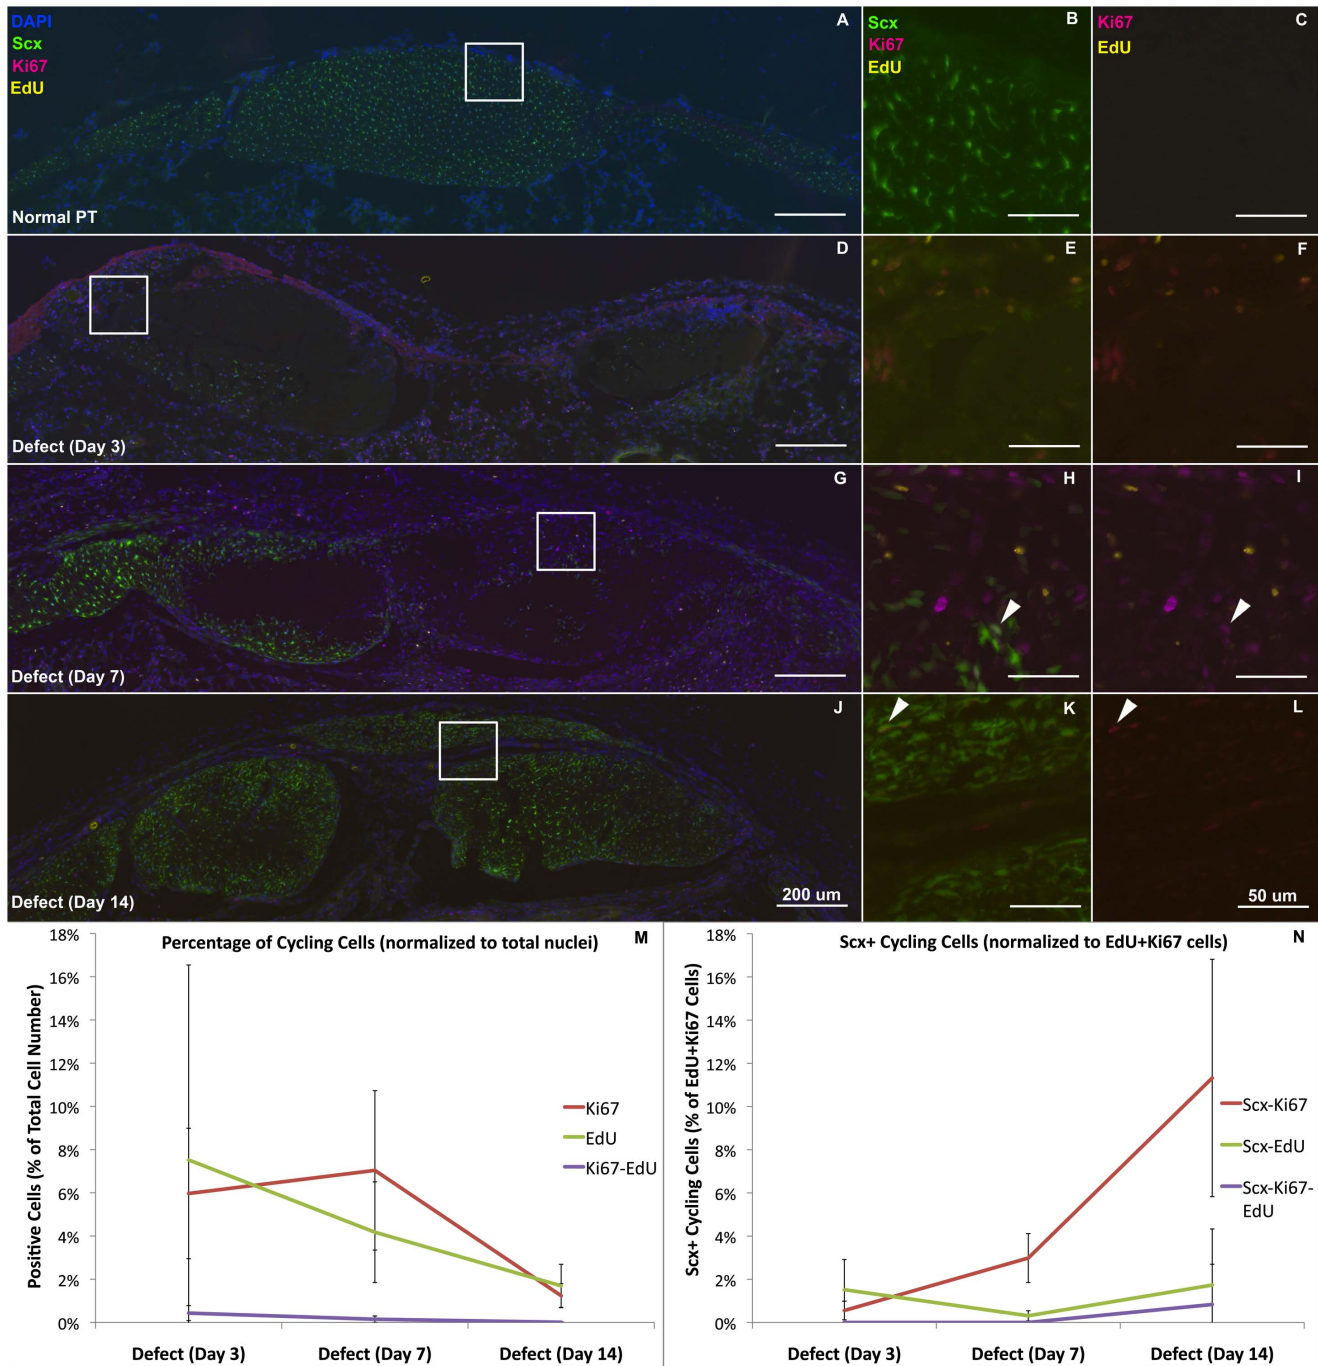 DAPI
Scx
Ki67
EdU
A
Normal PT
Scx
Ki67
EdU
B
Ki67
EdU
C
D
Defect (Day 3)
E
F
G
Defect (Day 7)
H
I
J
Defect (Day 14)
200 um
K
L
50 um
Percentage of Cycling Cells (normalized to total nuclei)
M
Positive Cells (% of Total Cell Number)
18%
16%
14%
12%
10%
8%
6%
4%
2%
0%
Ki67
EdU
Ki67-EdU
Defect (Day 3)
Defect (Day 7)
Defect (Day 14)
Scx+ Cycling Cells (normalized to EdU+Ki67 cells)
N
Scx+ Cycling Cells (% of EdU+Ki67 Cells)
18%
16%
14%
12%
10%
8%
6%
4%
2%
0%
Scx-Ki67
Scx-EdU
Scx-Ki67-
EdU
Defect (Day 3)
Defect (Day 7)
Defect (Day 14)